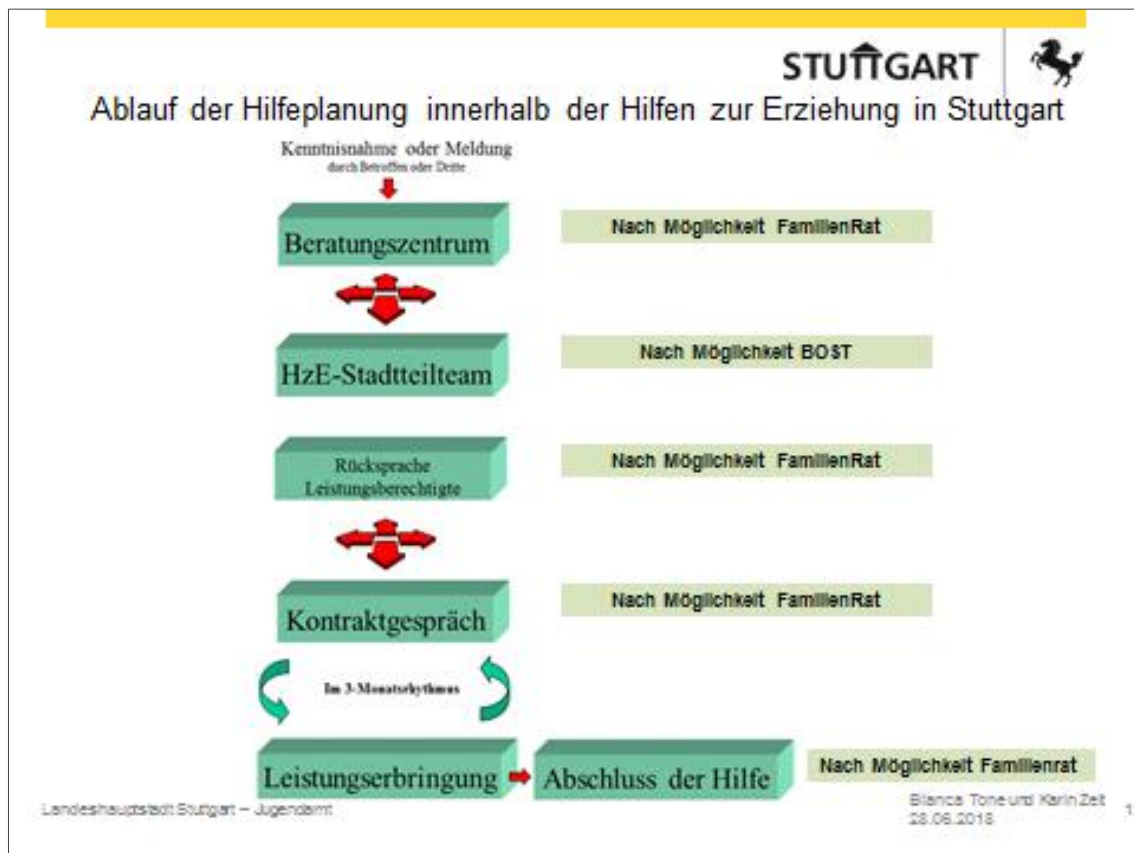 STUTTGART
Ablauf der Hilfeplanung innerhalb der Hilfen zur Erziehung in Stuttgart
Kenntnisnahme oder Meldung
durch Betroffen oder Dritte
Beratungszentrum
Nach Möglichkeit FamilienRat
HzE-Stadtteilteam
Nach Möglichkeit BOST
Rücksprache
Leistungsberechtigte
Nach Möglichkeit FamilienRat
Kontraktgespräch
Nach Möglichkeit FamilienRat
Im 3-Monatsrhythmus
Leistungserbringung
Abschluss der Hilfe
Nach Möglichkeit Familienrat
Landeshauptstadt Stuttgart – Jugendamt
Bianca Tone und Karin Zeit
28.06.2018
1